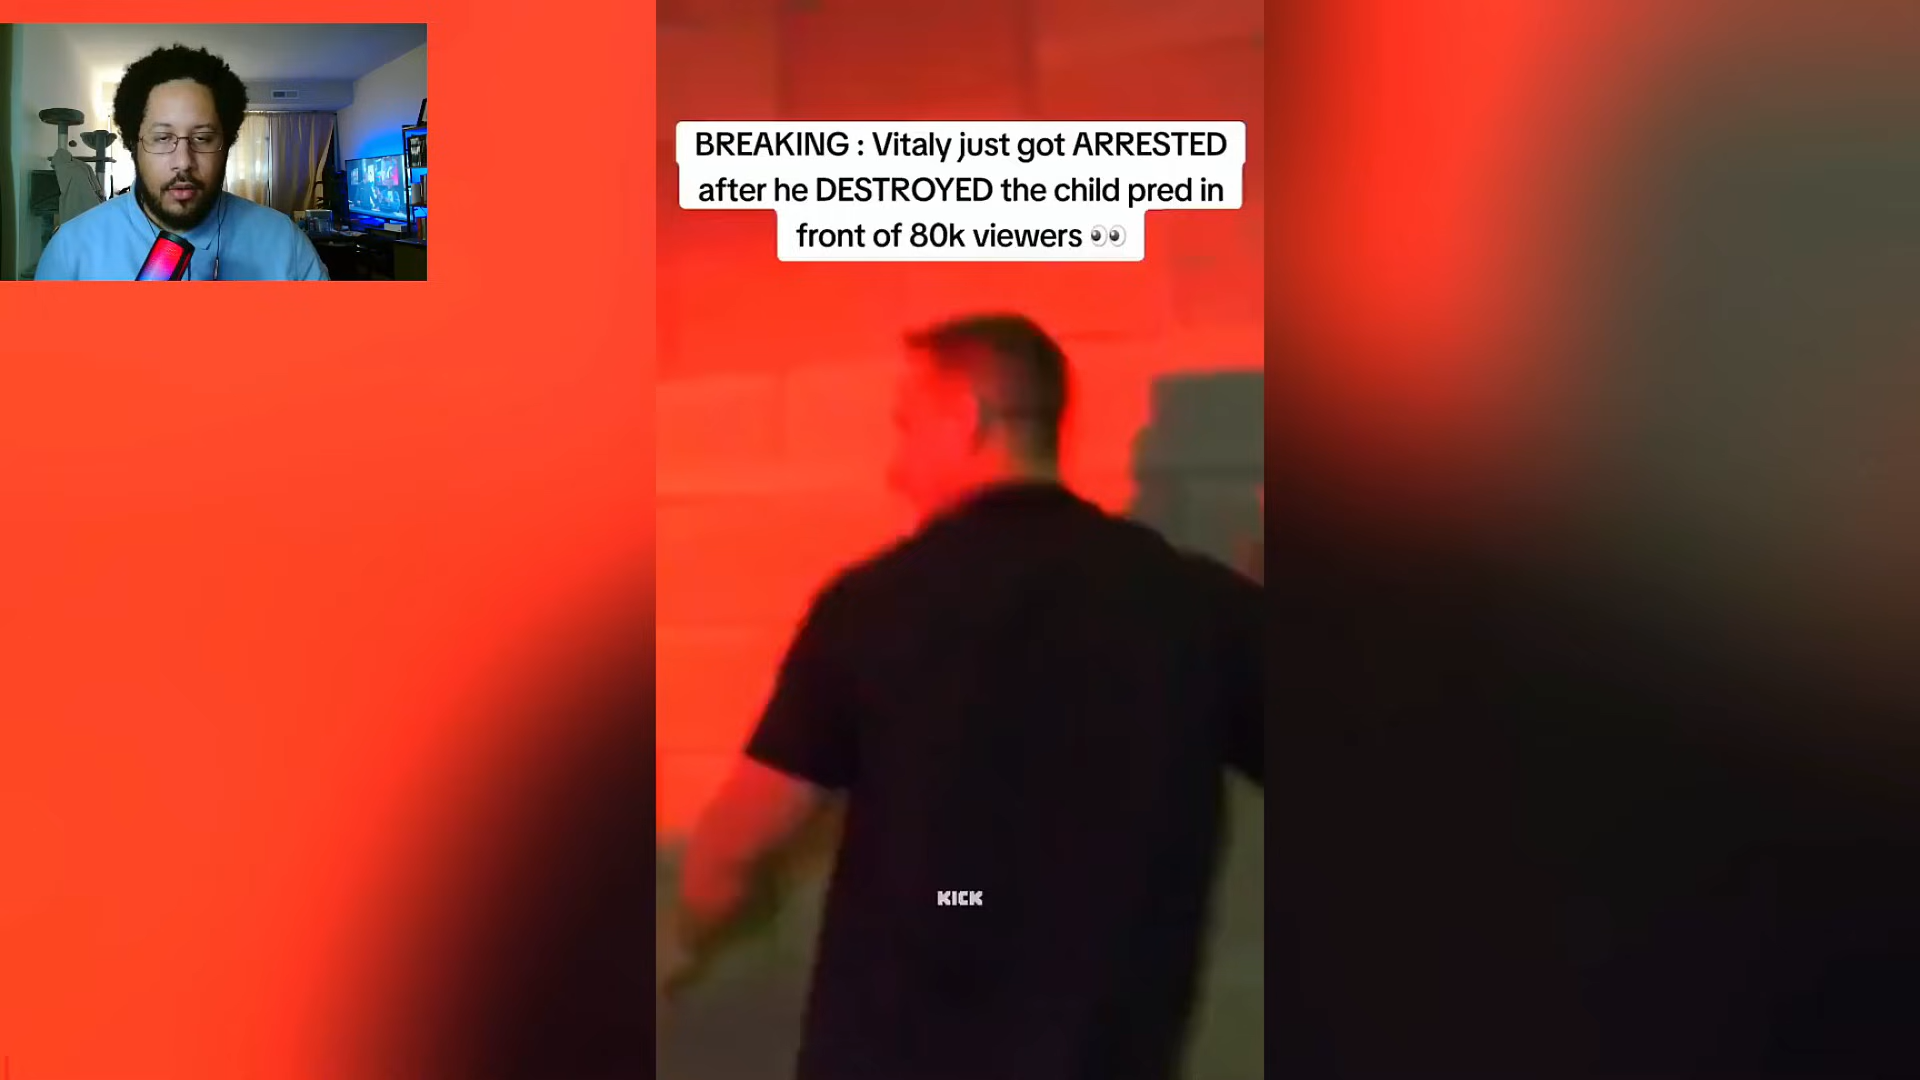 BREAKING : Vitaly just got ARRESTED
after he DESTROYED the child pred in
front of 80k viewers 👀
KICK